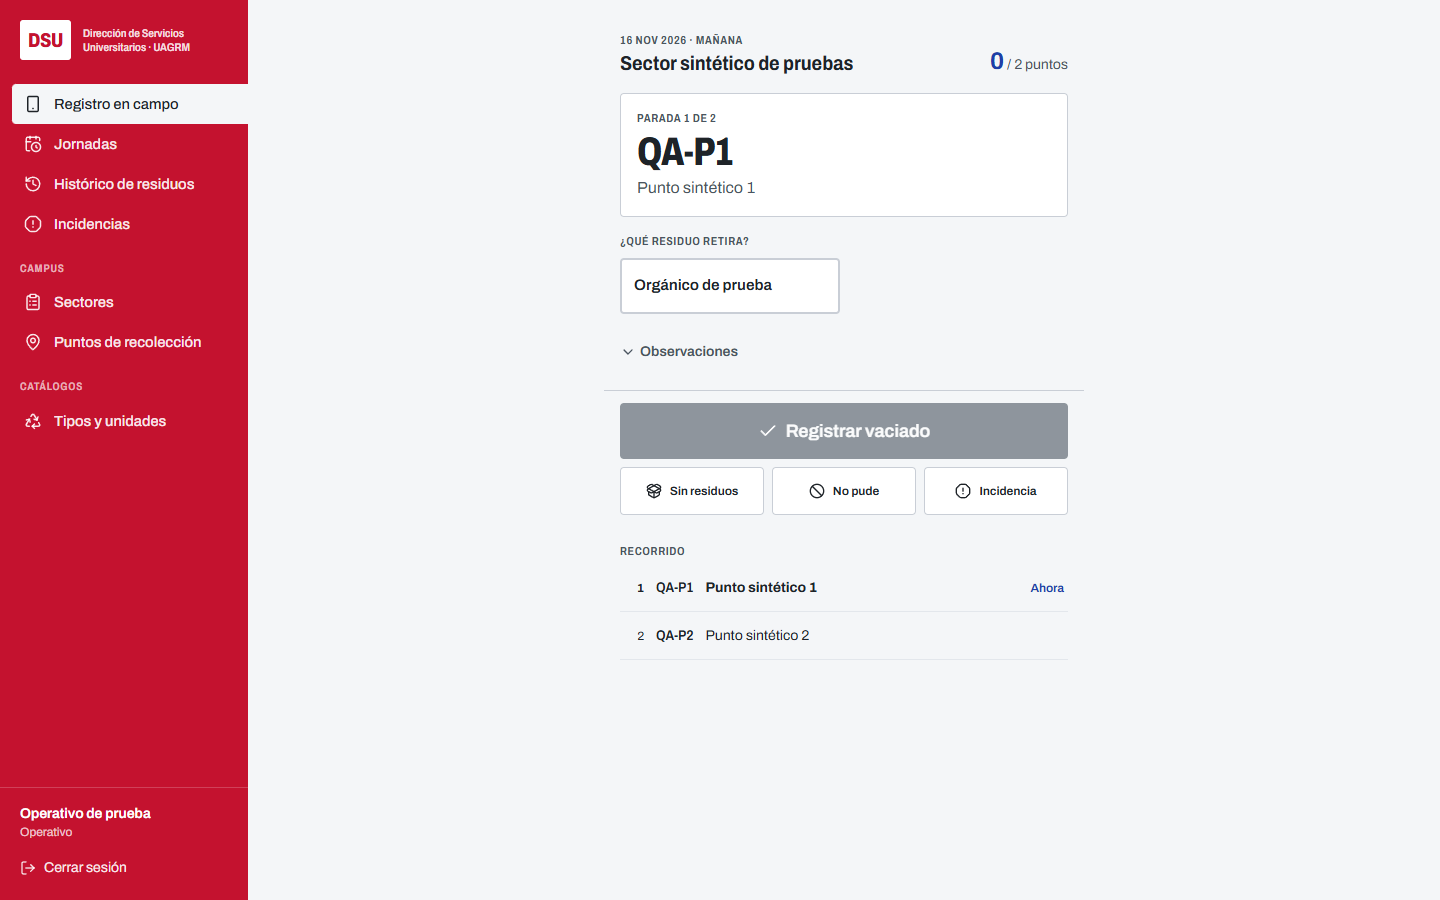 DSU
Dirección de Servicios
Universitarios · UAGRM
Registro en campo
Jornadas
Histórico de residuos
Incidencias
CAMPUS
Sectores
Puntos de recolección
CATÁLOGOS
Tipos y unidades
Operativo de prueba
Operativo
Cerrar sesión
16 NOV 2026 · MAÑANA
Sector sintético de pruebas
0 / 2 puntos
PARADA 1 DE 2
QA-P1
Punto sintético 1
¿QUÉ RESIDUO RETIRA?
Orgánico de prueba
Observaciones
Registrar vaciado
Sin residuos
No pude
Incidencia
RECORRIDO
1 QA-P1 Punto sintético 1 Ahora
2 QA-P2 Punto sintético 2